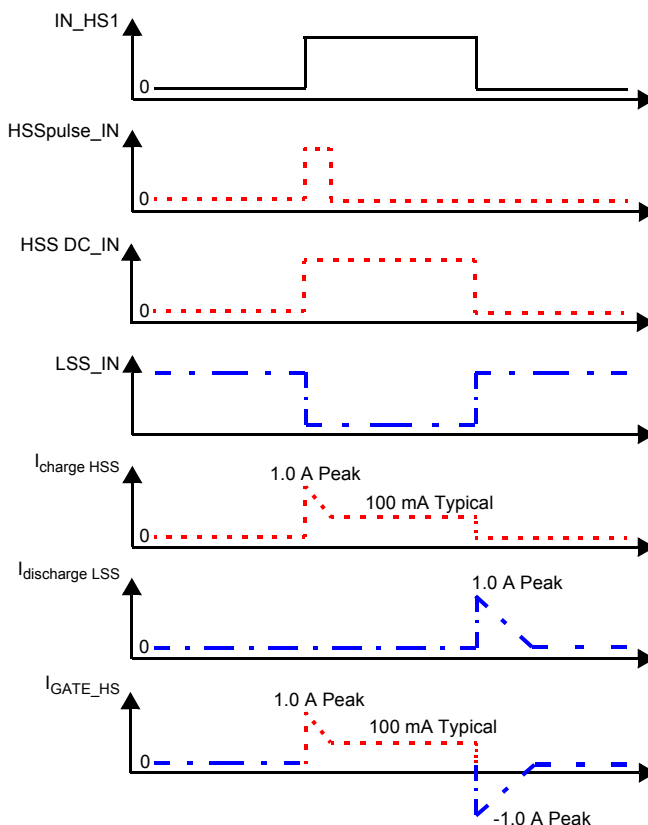 IN_HS1
0
HSSpulse_IN
0
HSS DC_IN
0
LSS_IN
Icharge HSS
1.0 A Peak
100 mA Typical
0
Idischarge LSS
1.0 A Peak
0
IGATE_HS
1.0 A Peak
100 mA Typical
0
-1.0 A Peak